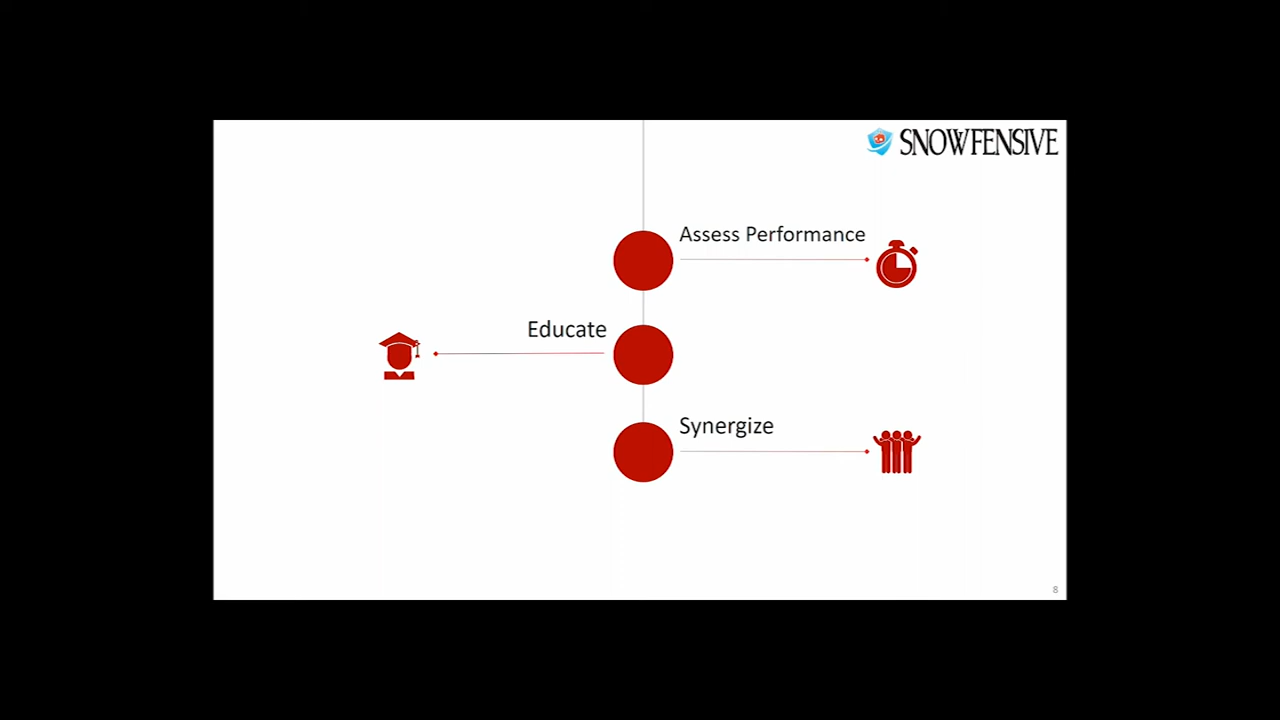 SNOWFENSIVE
Assess Performance
Educate
Synergize
8